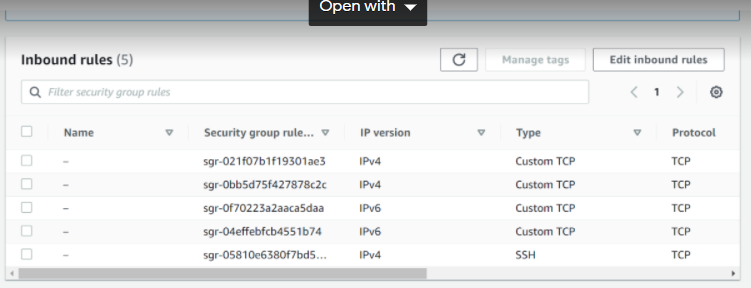 Open with
Inbound rules (5)
Manage tags
Edit inbound rules
Filter security group rules
1
Name Security group rule... IP version Type Protocol
– sgr-021f07b1f19301ae3 IPv4 Custom TCP TCP
– sgr-0bb5d75f427878c2c IPv4 Custom TCP TCP
– sgr-0f70223a2aaca5daa IPv6 Custom TCP TCP
– sgr-04effebfcb4551b74 IPv6 Custom TCP TCP
– sgr-05810e6380f7bd5... IPv4 SSH TCP